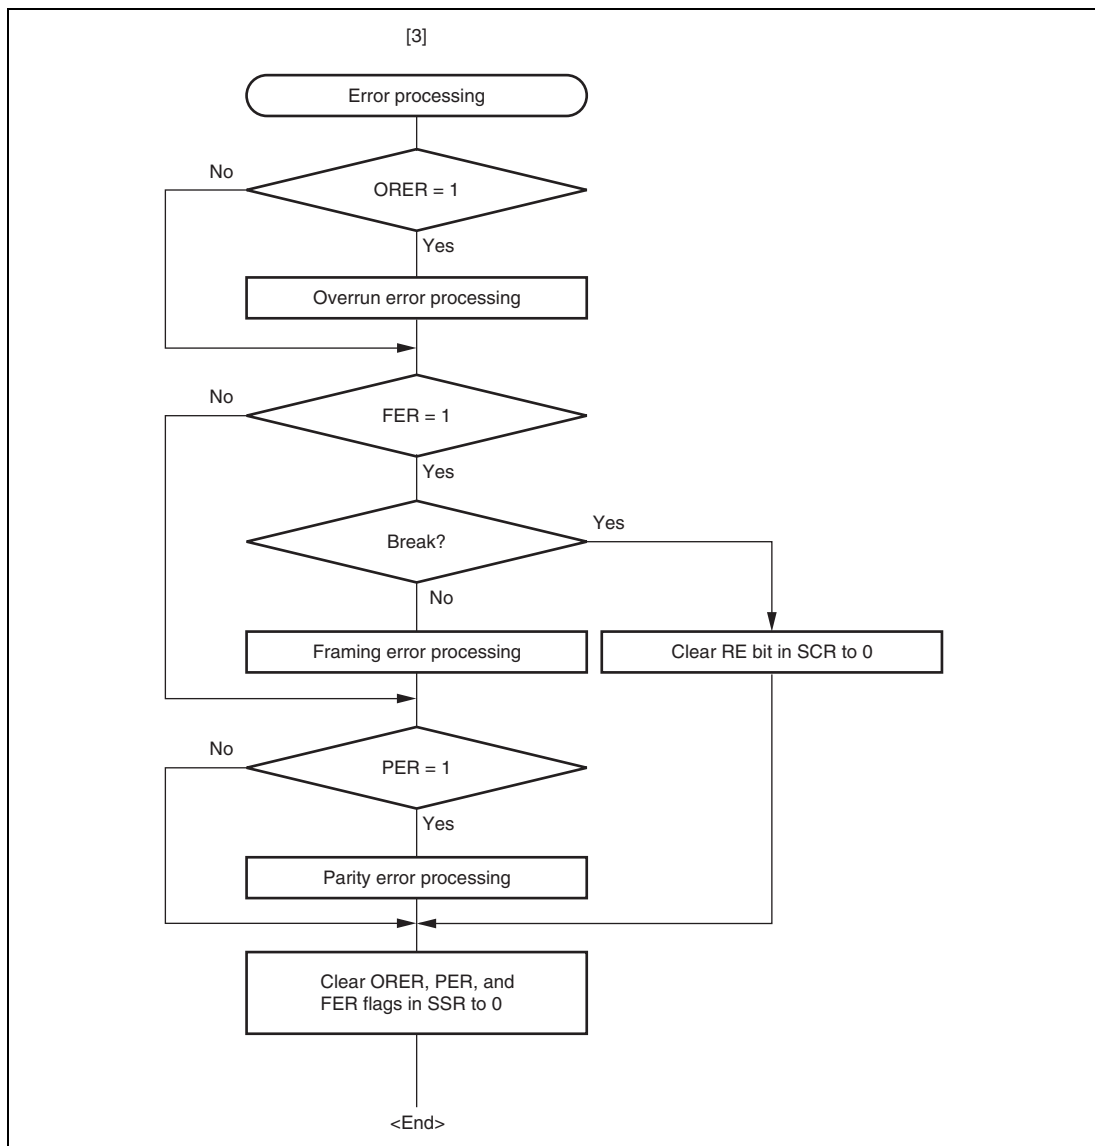 [3]
Error processing
No
ORER = 1
Yes
Overrun error processing
No
FER = 1
Yes
Yes
Break?
No
Framing error processing
Clear RE bit in SCR to 0
No
PER = 1
Yes
Parity error processing
Clear ORER, PER, and
FER flags in SSR to 0
<End>